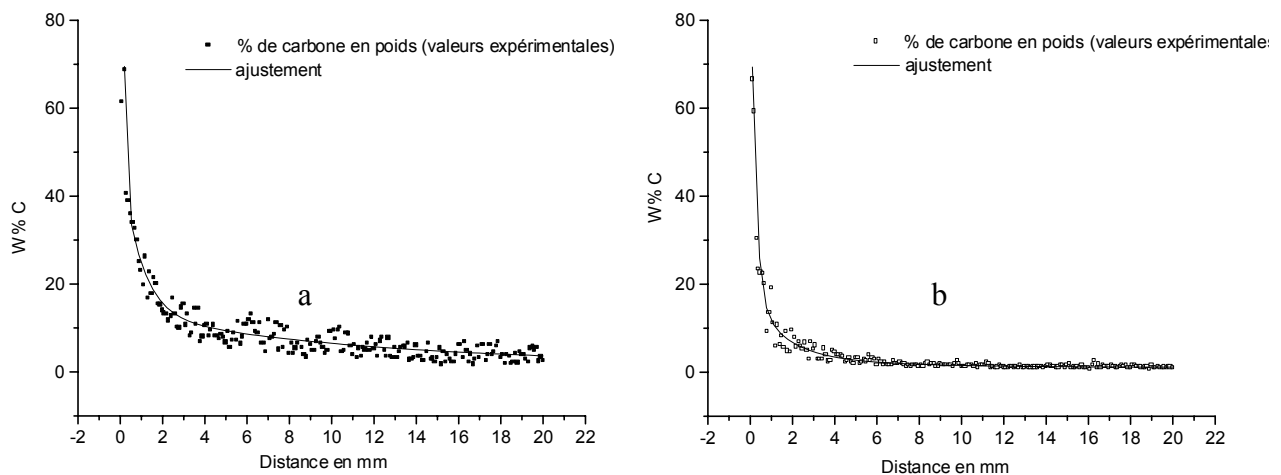 80
% de carbone en poids (valeurs expérimentales)
ajustement
60
40
20
0
W% C
a
-2 0 2 4 6 8 10 12 14 16 18 20 22
Distance en mm
80
% de carbone en poids (valeurs expérimentales
ajustement
60
40
20
0
W% C
b
-2 0 2 4 6 8 10 12 14 16 18 20 22
Distance en mm